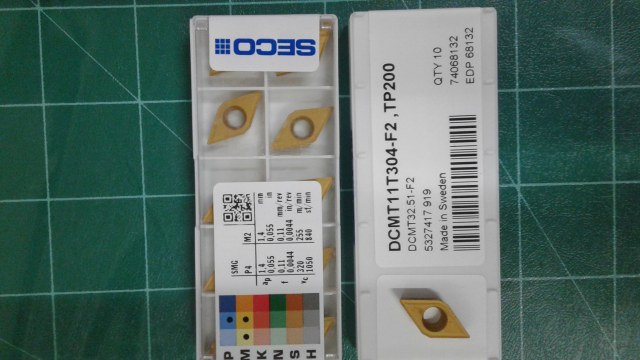 P
M
K
N
S
H
SMG
P4 M2
ap 1,4 1,4 mm
0,055 0,055 in
f 0,11 0,11 mm/rev
0,0044 0,0044 in/rev
vc 320 255 m/min
1050 840 sf/min
SECO
DCMT11T304-F2 ,TP200
DCMT32.51-F2
5327417 919
Made in Sweden
QTY 10
74068132
EDP 68132